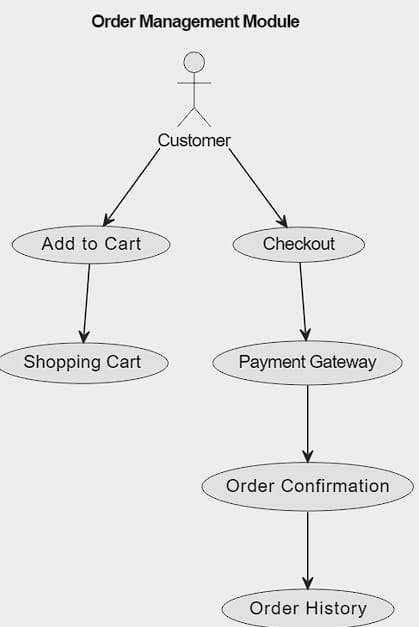 Order Management Module
Customer
Add to Cart
Checkout
Shopping Cart
Payment Gateway
Order Confirmation
Order History